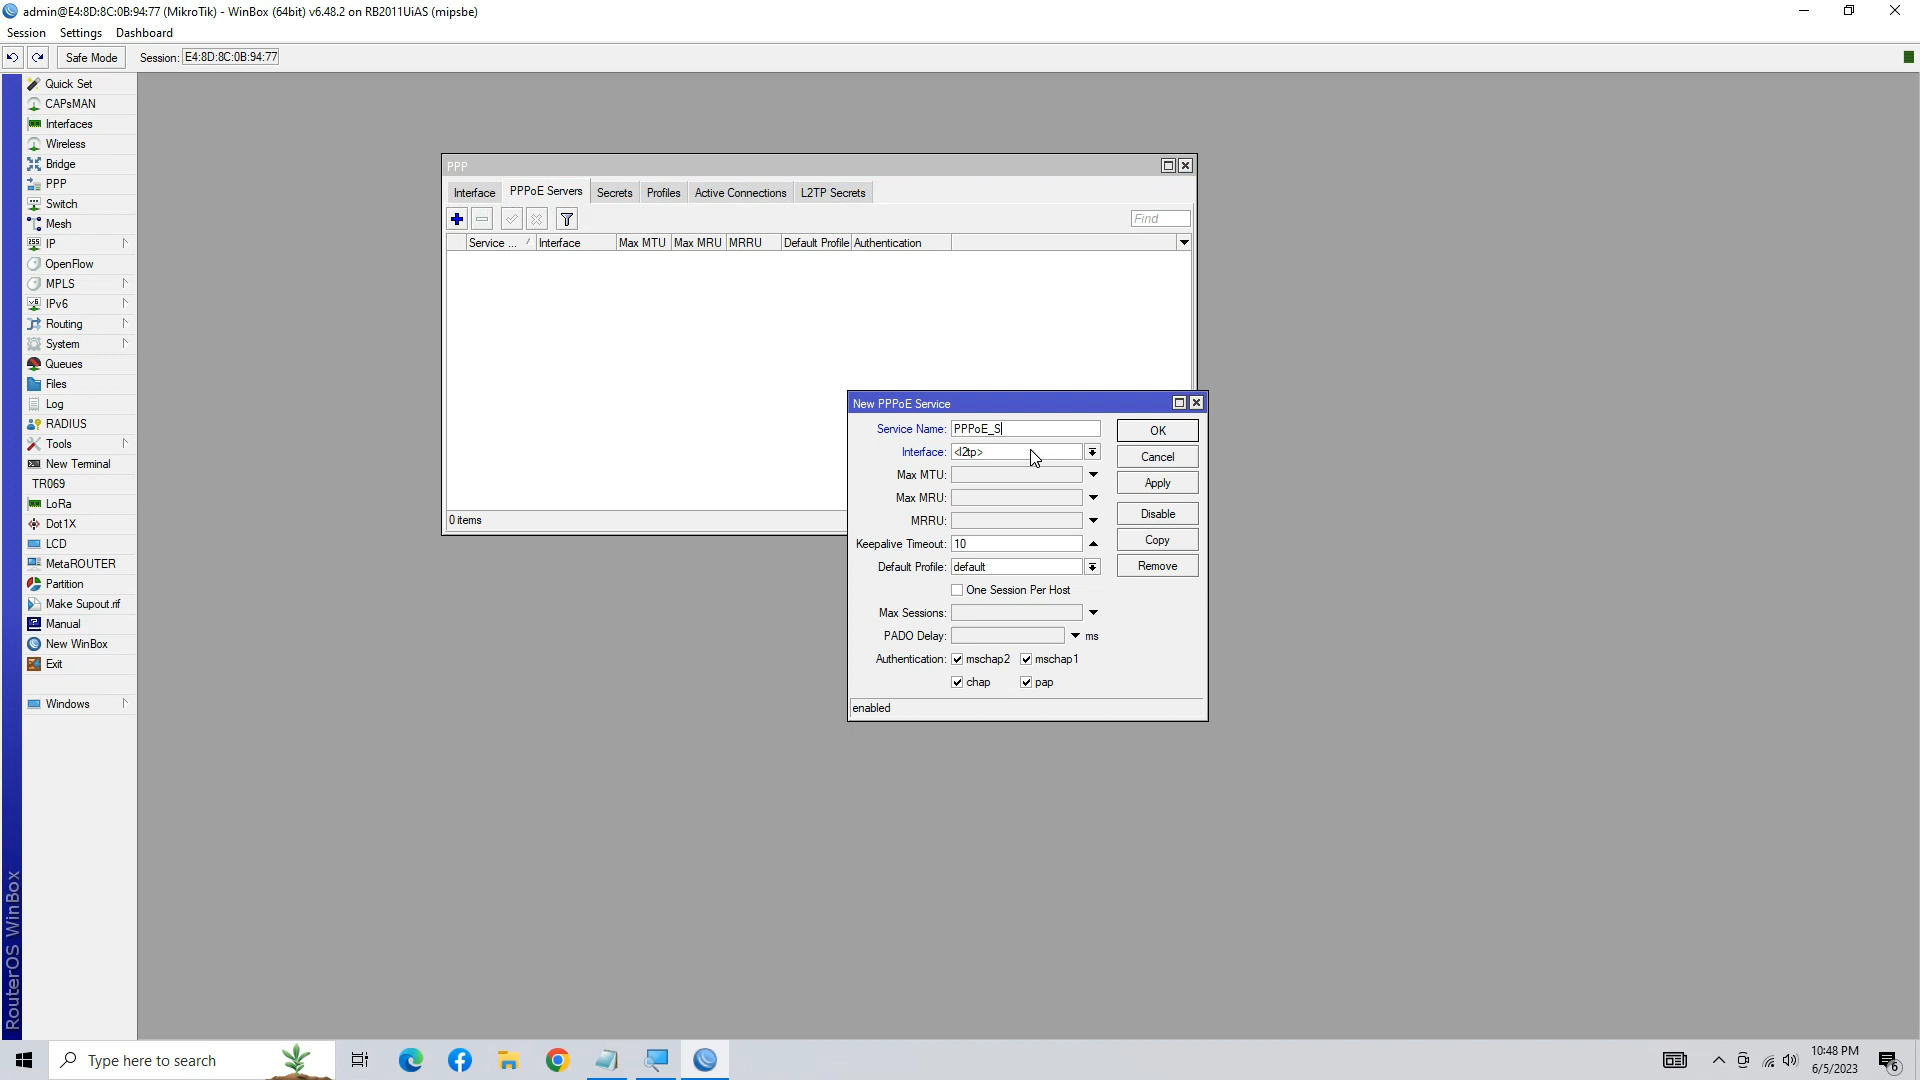 admin@E4:8D:8C:0B:94:77 (MikroTik) - WinBox (64bit) v6.48.2 on RB2011UiAS (mipsbe)
Session Settings Dashboard
Safe Mode Session: E4:8D:8C:0B:94:77
Quick Set
CAPsMAN
Interfaces
Wireless
Bridge
PPP
Switch
Mesh
IP
OpenFlow
MPLS
IPv6
Routing
System
Queues
Files
Log
RADIUS
Tools
New Terminal
TR069
LoRa
Dot1X
LCD
MetaROUTER
Partition
Make Supout.rif
Manual
New WinBox
Exit
Windows
RouterOS WinBox
PPP
Interface PPPoE Servers Secrets Profiles Active Connections L2TP Secrets
Find
Service ... Interface Max MTU Max MRU MRRU Default Profile Authentication
0 items
New PPPoE Service
Service Name: PPPoE_S
Interface: <l2tp>
Max MTU:
Max MRU:
MRRU:
Keepalive Timeout: 10
Default Profile: default
One Session Per Host
Max Sessions:
PADO Delay: ms
Authentication: mschap2 mschap1
chap pap
enabled
OK
Cancel
Apply
Disable
Copy
Remove
Type here to search
10:48 PM
6/5/2023
6